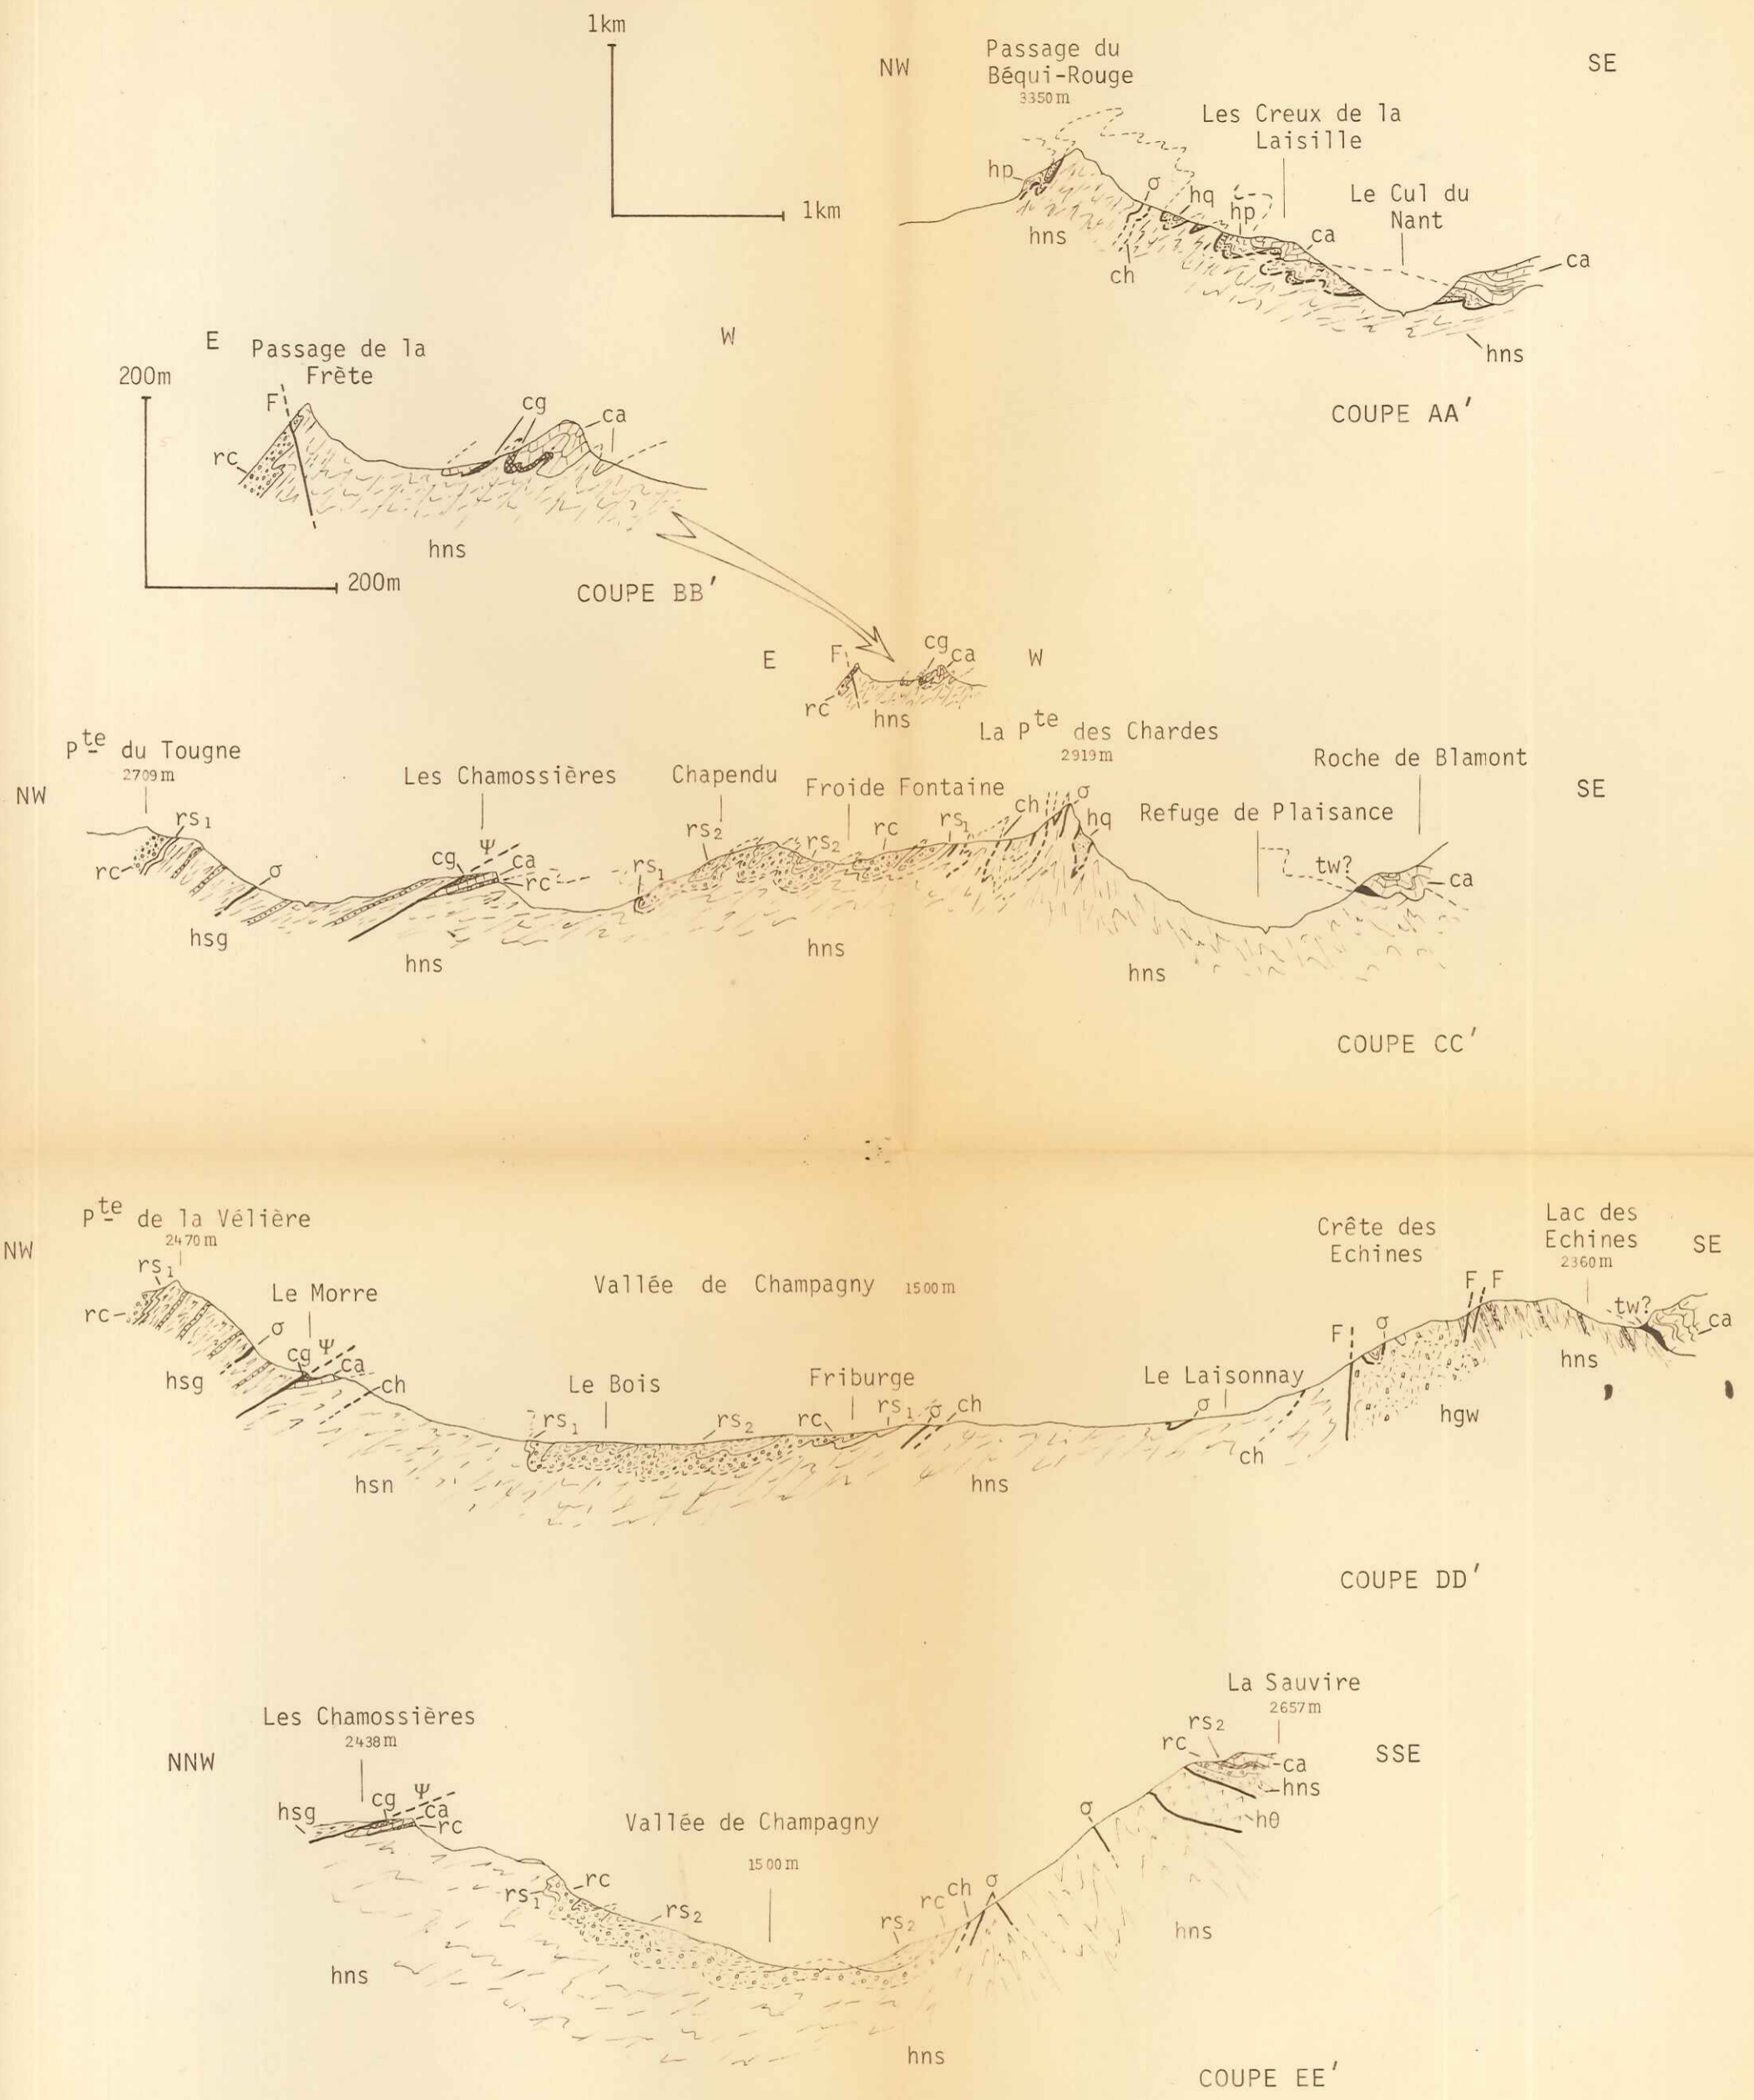 1km
1km
NW
Passage du
Béqui-Rouge
3350m
SE
Les Creux de la
Laisille
Le Cul du
Nant
hp
σ
hq
hp
ca
ca
hns
ch
hns
COUPE AA'
E
Passage de la
Frète
W
200m
F
cg
ca
rc
hns
200m
COUPE BB'
E
F
cg
ca
W
rc
hns
Pte du Tougne
2709m
NW
Les Chamossières
Chapendu
Froide Fontaine
La Pte des Chardes
2919m
Roche de Blamont
SE
Refuge de Plaisance
rs1
rc
σ
hsg
cg
Ψ
ca
rc
hns
rs1
rs2
rs2
rc
rs1
ch
σ
hq
hns
hns
tw?
ca
COUPE CC'
Pte de la Vélière
2470m
NW
rs1
rc
Le Morre
σ
cg
Ψ
ca
ch
hsg
hsn
Vallée de Champagny 1500m
Le Bois
rs1
rs2
Friburge
rc
rs1
σ
ch
hns
Le Laisonnay
σ
ch
Crête des
Echines
F
σ
F
F
hgw
Lac des
Echines
2360m
SE
tw?
ca
hns
COUPE DD'
Les Chamossières
2438m
NNW
hsg
cg
Ψ
ca
rc
Vallée de Champagny
1500m
rs1
rc
rs2
rs2
rc
ch
σ
σ
La Sauvire
2657m
rs2
rc
SSE
ca
hns
hθ
hns
hns
hns
COUPE EE'